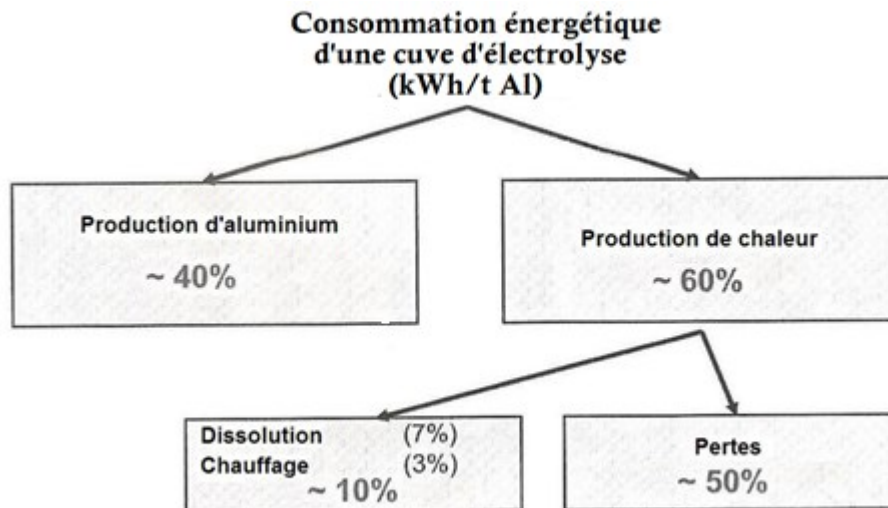 Consommation énergétique
d'une cuve d'électrolyse
(kWh/t Al)
Production d'aluminium
~ 40%
Production de chaleur
~ 60%
Dissolution (7%)
Chauffage (3%)
~ 10%
Pertes
~ 50%